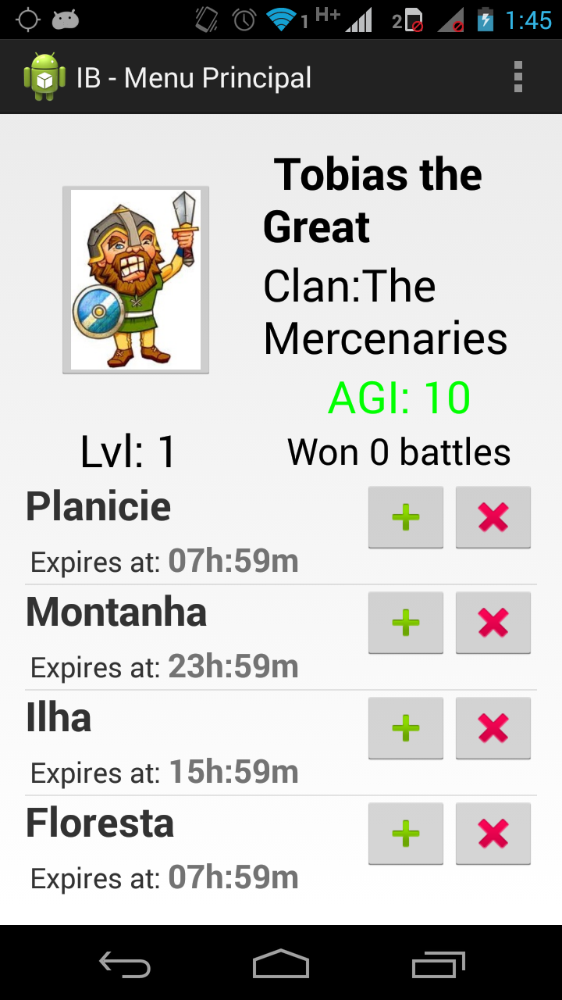 1 H+ 2 1:45
IB - Menu Principal
Tobias the
Great
Clan:The
Mercenaries
AGI: 10
Lvl: 1
Won 0 battles
Planicie
Expires at: 07h:59m
Montanha
Expires at: 23h:59m
Ilha
Expires at: 15h:59m
Floresta
Expires at: 07h:59m